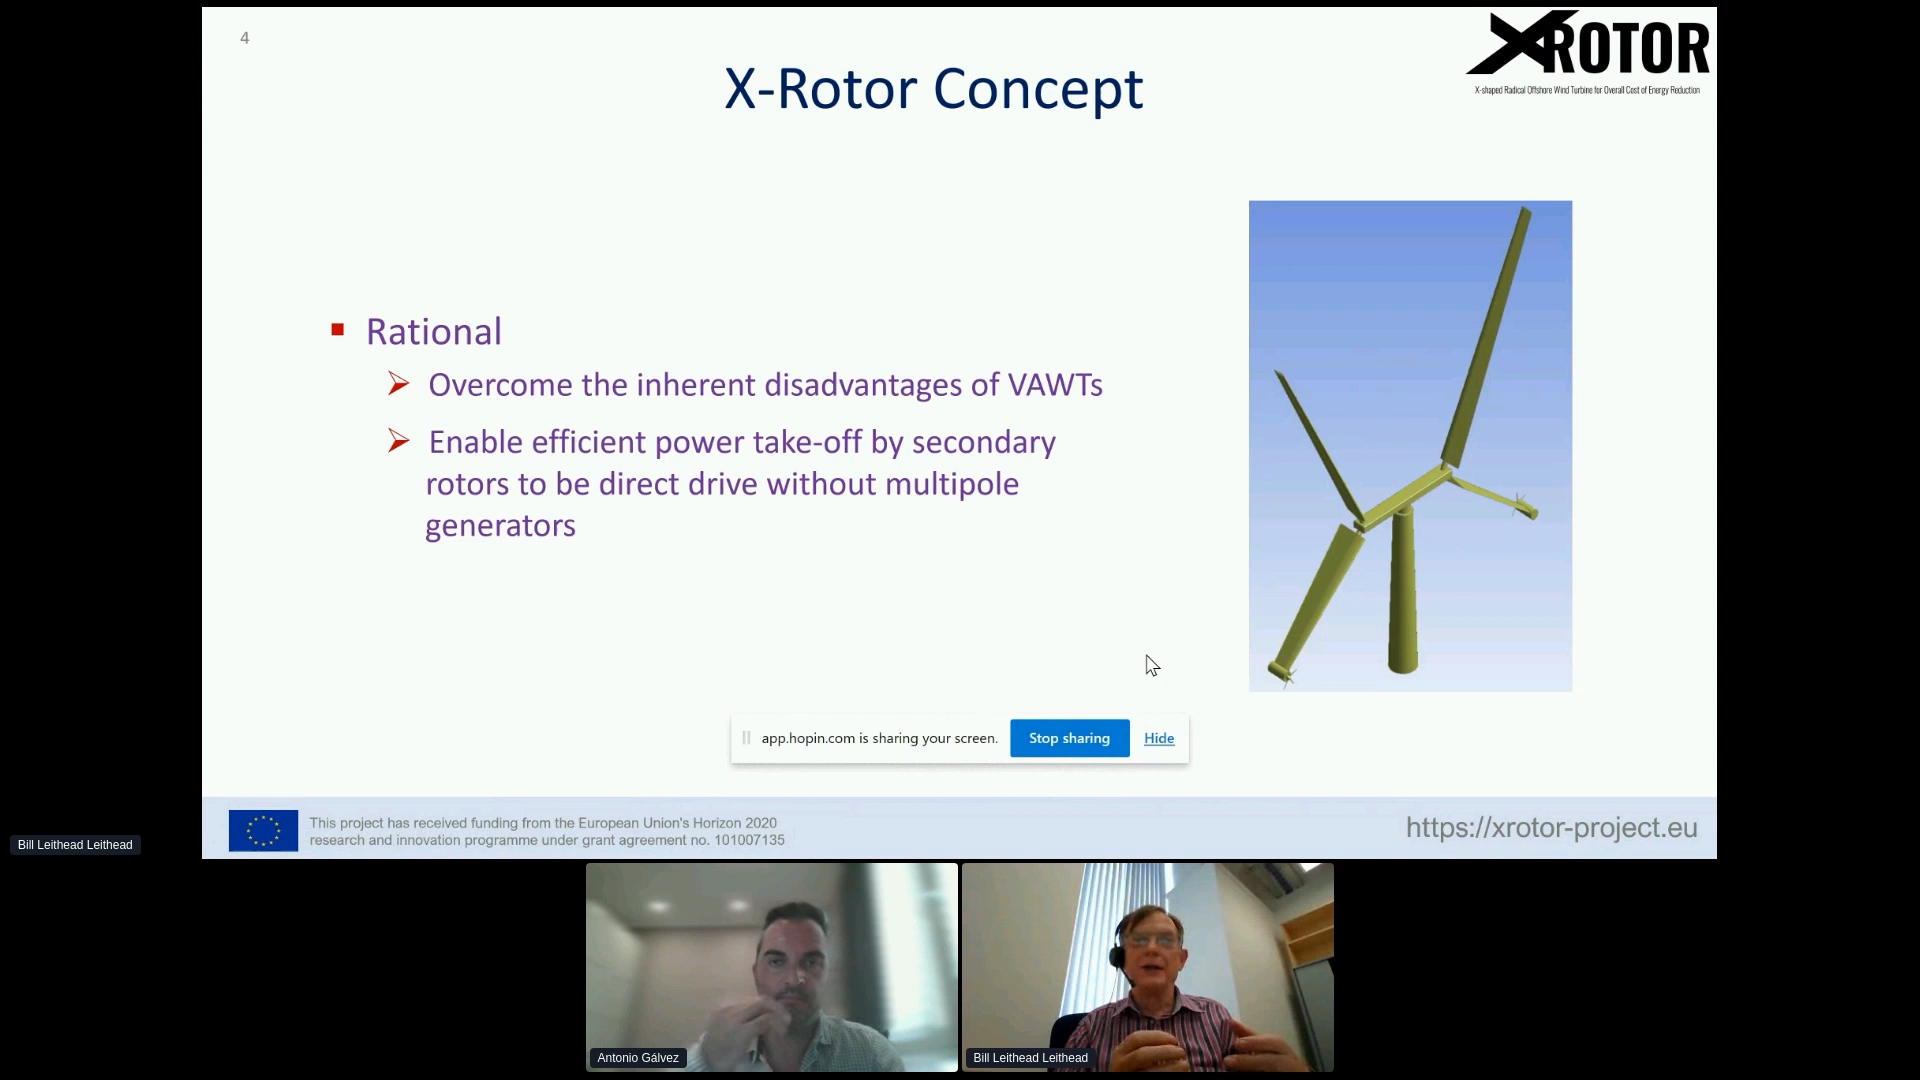 4
XROTOR
X-shaped Radical Offshore Wind Turbine for Overall Cost of Energy Reduction
X-Rotor Concept
Rational
Overcome the inherent disadvantages of VAWTs
Enable efficient power take-off by secondary
rotors to be direct drive without multipole
generators
app.hopin.com is sharing your screen. Stop sharing Hide
This project has received funding from the European Union's Horizon 2020
research and innovation programme under grant agreement no. 101007135
https://xrotor-project.eu
Bill Leithead Leithead
Antonio Gálvez
Bill Leithead Leithead